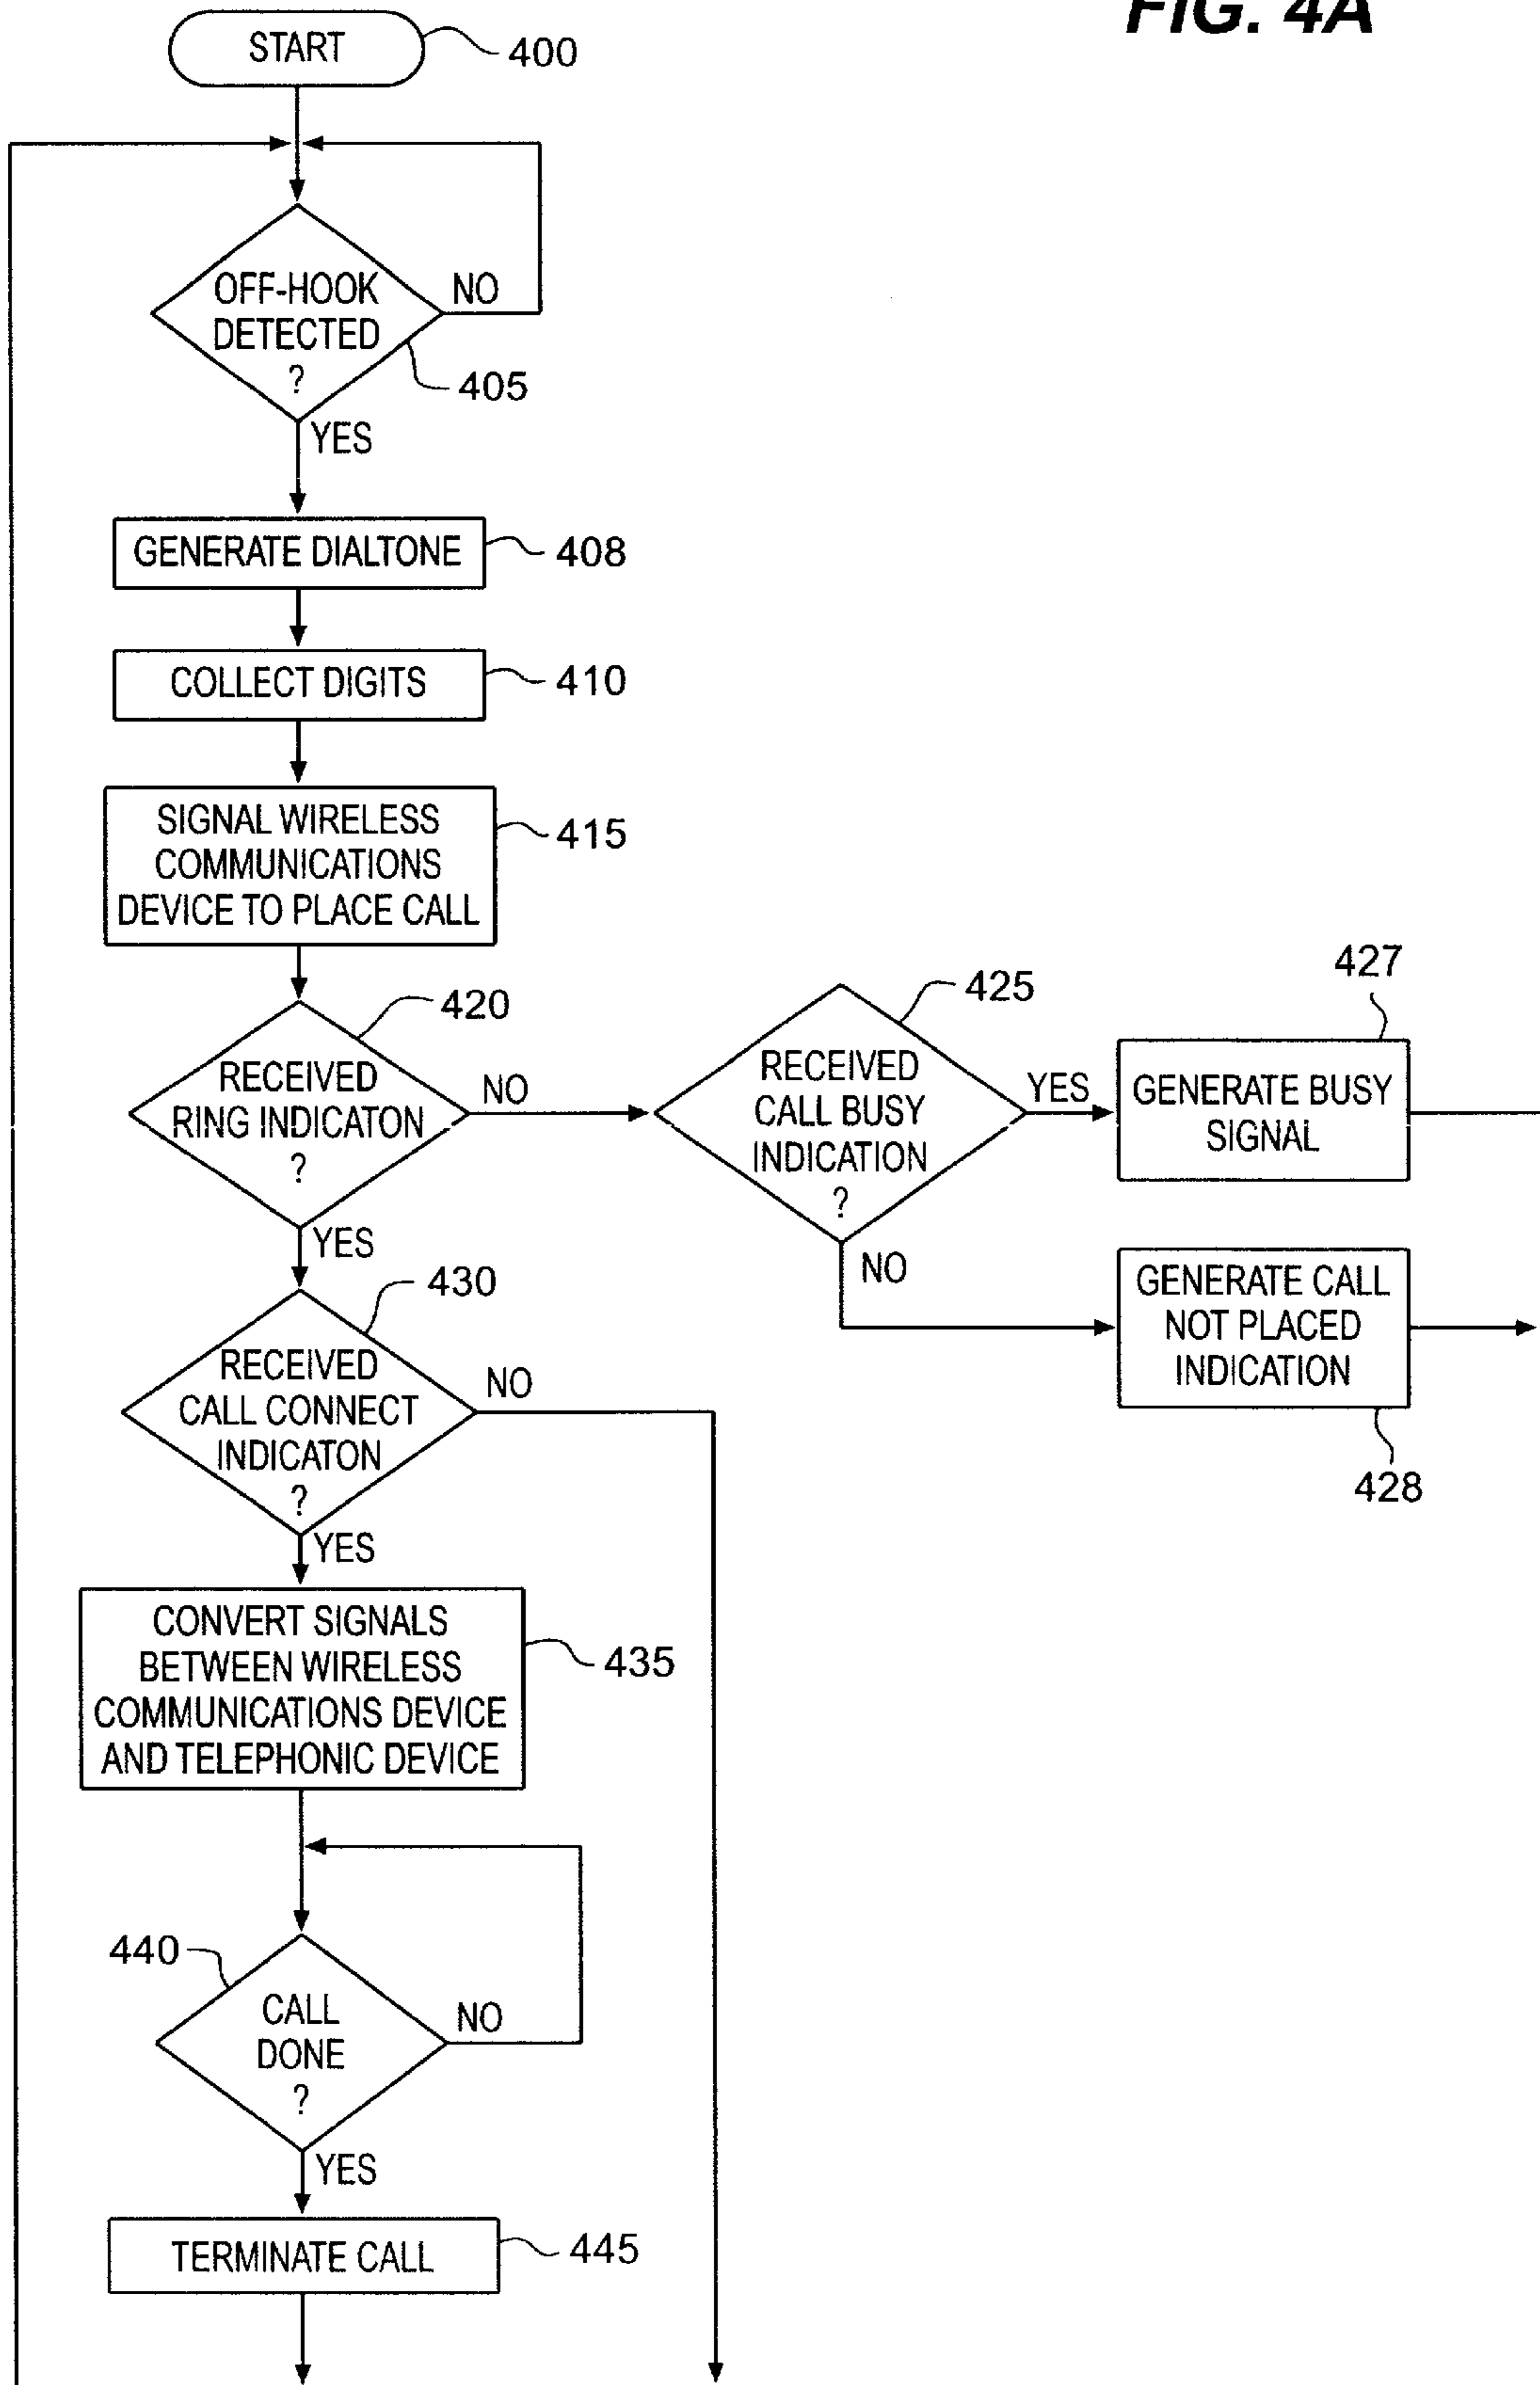 FIG. 4A
START
400
OFF-HOOK
DETECTED
?
NO
405
YES
GENERATE DIALTONE
408
COLLECT DIGITS
410
SIGNAL WIRELESS
COMMUNICATIONS
DEVICE TO PLACE CALL
415
420
RECEIVED
RING INDICATON
?
NO
YES
425
RECEIVED
CALL BUSY
INDICATION
?
YES
NO
427
GENERATE BUSY
SIGNAL
GENERATE CALL
NOT PLACED
INDICATION
428
430
RECEIVED
CALL CONNECT
INDICATON
?
NO
YES
CONVERT SIGNALS
BETWEEN WIRELESS
COMMUNICATIONS DEVICE
AND TELEPHONIC DEVICE
435
440
CALL
DONE
?
NO
YES
TERMINATE CALL
445